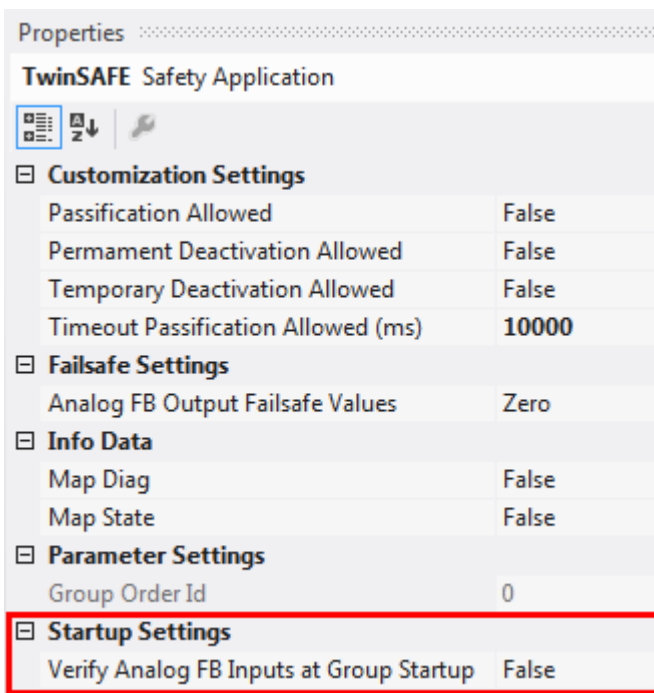 Properties
TwinSAFE Safety Application
Customization Settings
Passification Allowed False
Permament Deactivation Allowed False
Temporary Deactivation Allowed False
Timeout Passification Allowed (ms) 10000
Failsafe Settings
Analog FB Output Failsafe Values Zero
Info Data
Map Diag False
Map State False
Parameter Settings
Group Order Id 0
Startup Settings
Verify Analog FB Inputs at Group Startup False